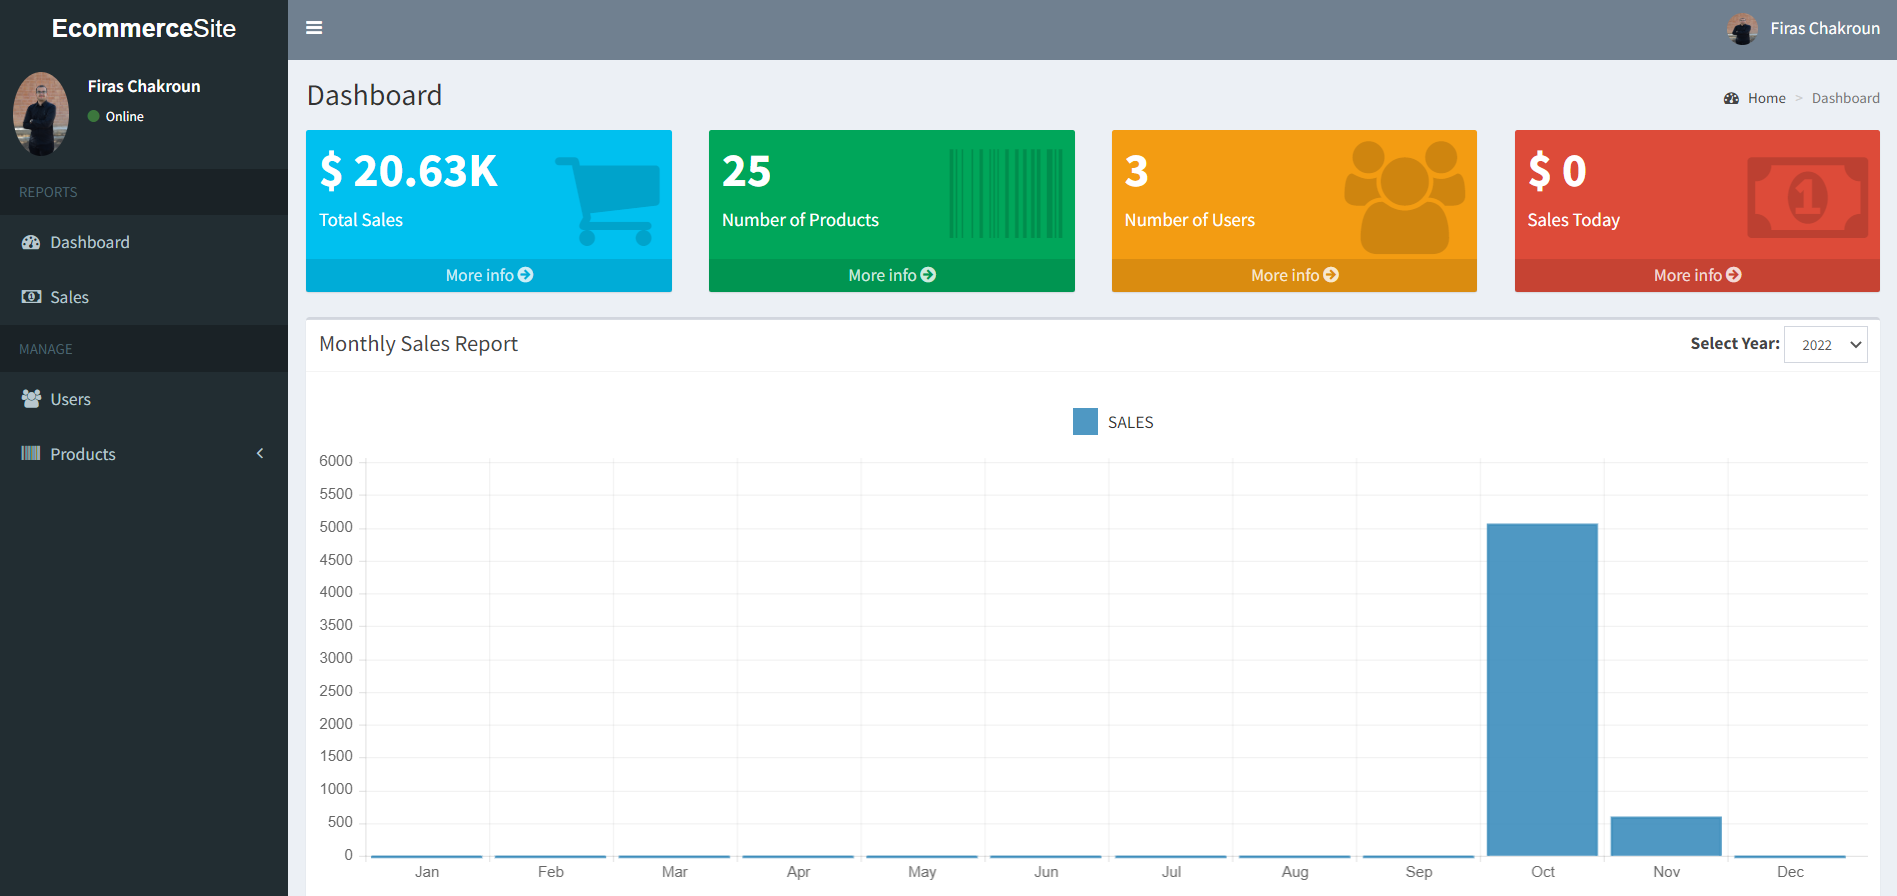 EcommerceSite
Firas Chakroun
Firas Chakroun
Online
REPORTS
Dashboard
Sales
MANAGE
Users
Products
Dashboard
Home > Dashboard
$ 20.63K
Total Sales
More info
25
Number of Products
More info
3
Number of Users
More info
$ 0
Sales Today
More info
1
Monthly Sales Report
Select Year: 2022
SALES
6000
5500
5000
4500
4000
3500
3000
2500
2000
1500
1000
500
0
Jan Feb Mar Apr May Jun Jul Aug Sep Oct Nov Dec